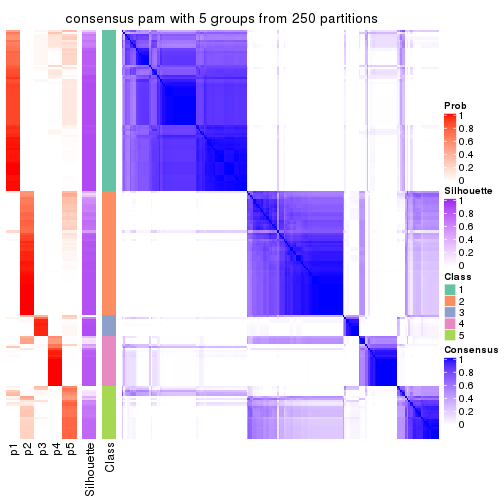 consensus pam with 5 groups from 250 partitions
Prob
1
0.8
0.6
0.4
0.2
0
Silhouette
1
0.8
0.6
0.4
0.2
0
Class
1
2
3
4
5
Consensus
1
0.8
0.6
0.4
0.2
0
p1
p2
p3
p4
p5
Silhouette
Class